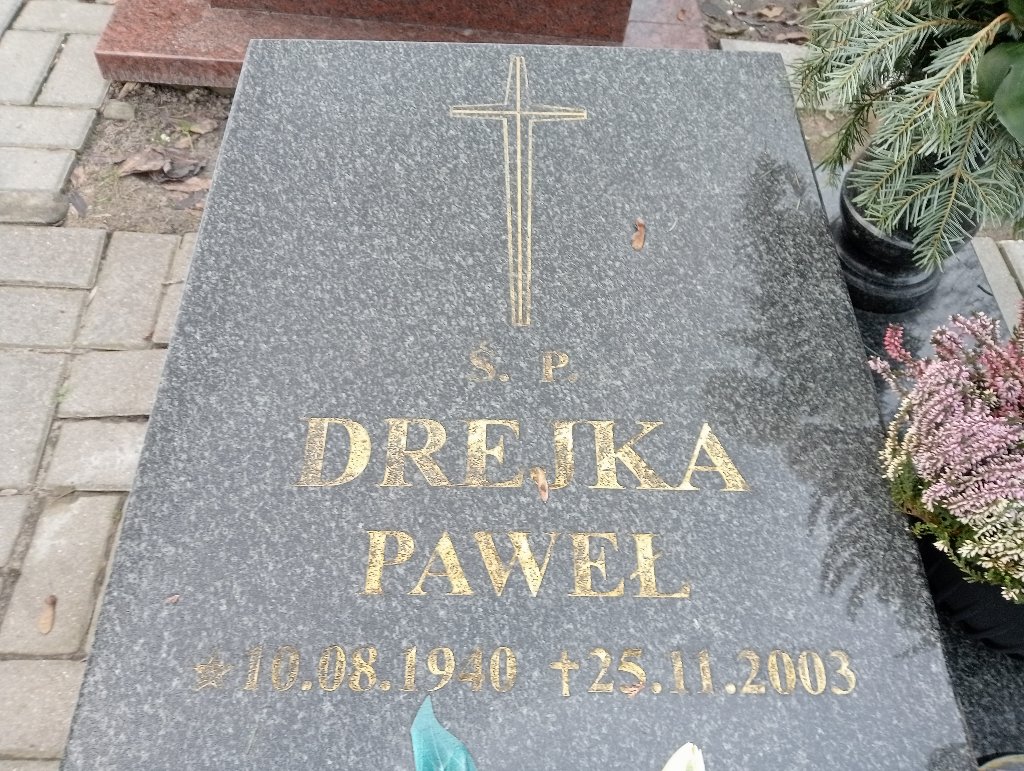 Ś. P.
DREJKA
PAWEŁ
10.08.1940 25.11.2003